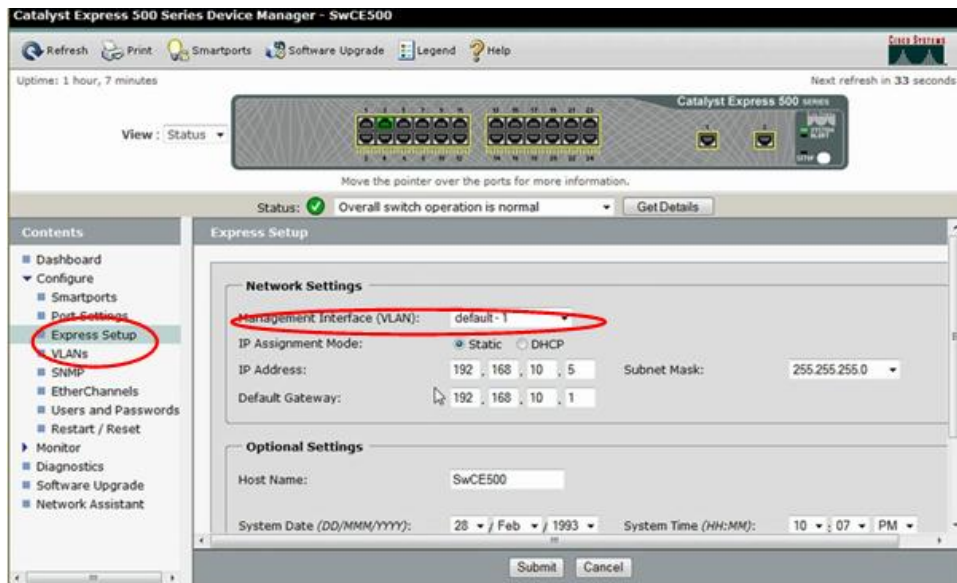 Catalyst Express 500 Series Device Manager - SwCE500
Refresh Print Smartports Software Upgrade Legend Help
Cisco Systems
Uptime: 1 hour, 7 minutes
Next refresh in 33 seconds
Catalyst Express 500 SERIES
View : Status
Move the pointer over the ports for more information.
Status: Overall switch operation is normal Get Details
Contents
Dashboard
Configure
Smartports
Port Settings
Express Setup
VLANs
SNMP
EtherChannels
Users and Passwords
Restart / Reset
Monitor
Diagnostics
Software Upgrade
Network Assistant
Express Setup
Network Settings
Management Interface (VLAN): default - 1
IP Assignment Mode: Static DHCP
IP Address: 192 . 168 . 10 . 5 Subnet Mask: 255.255.255.0
Default Gateway: 192 . 168 . 10 . 1
Optional Settings
Host Name: SwCE500
System Date (DD/MMM/YYYY): 28 / Feb / 1993 System Time (HH:MM): 10 : 07 PM
Submit Cancel